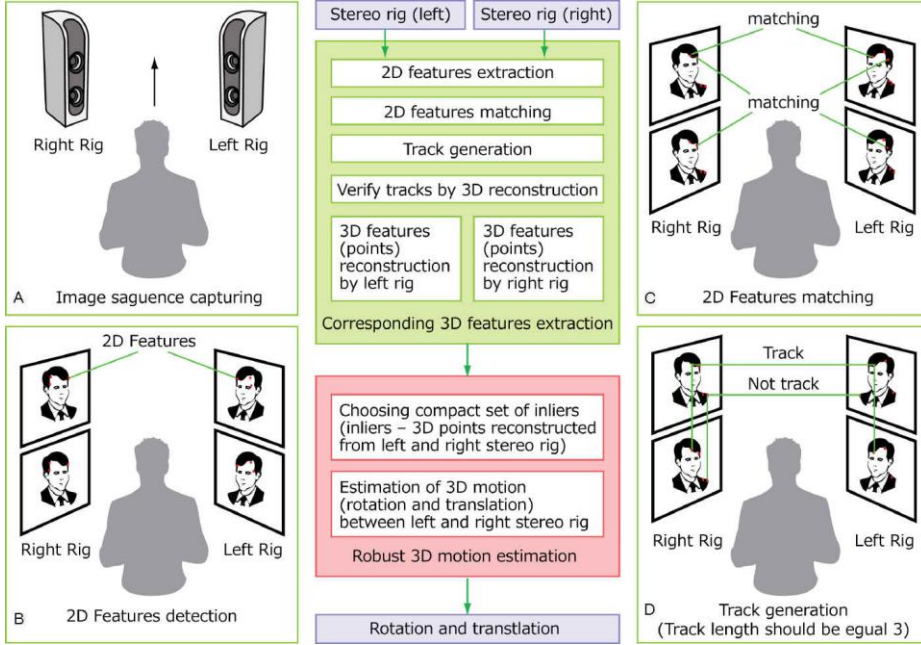 Right Rig
Left Rig
A
Image saguence capturing
2D Features
Right Rig
Left Rig
B
2D Features detection
Stereo rig (left)
Stereo rig (right)
2D features extraction
2D features matching
Track generation
Verify tracks by 3D reconstruction
3D features
(points)
reconstruction
by left rig
3D features
(points)
reconstruction
by right rig
Corresponding 3D features extraction
Choosing compact set of inliers
(inliers – 3D points reconstructed
from left and right stereo rig)
Estimation of 3D motion
(rotation and translation)
between left and right stereo rig
Robust 3D motion estimation
Rotation and transtlation
matching
matching
Right Rig
Left Rig
C
2D Features matching
Track
Not track
Right Rig
Left Rig
D
Track generation
(Track length should be equal 3)